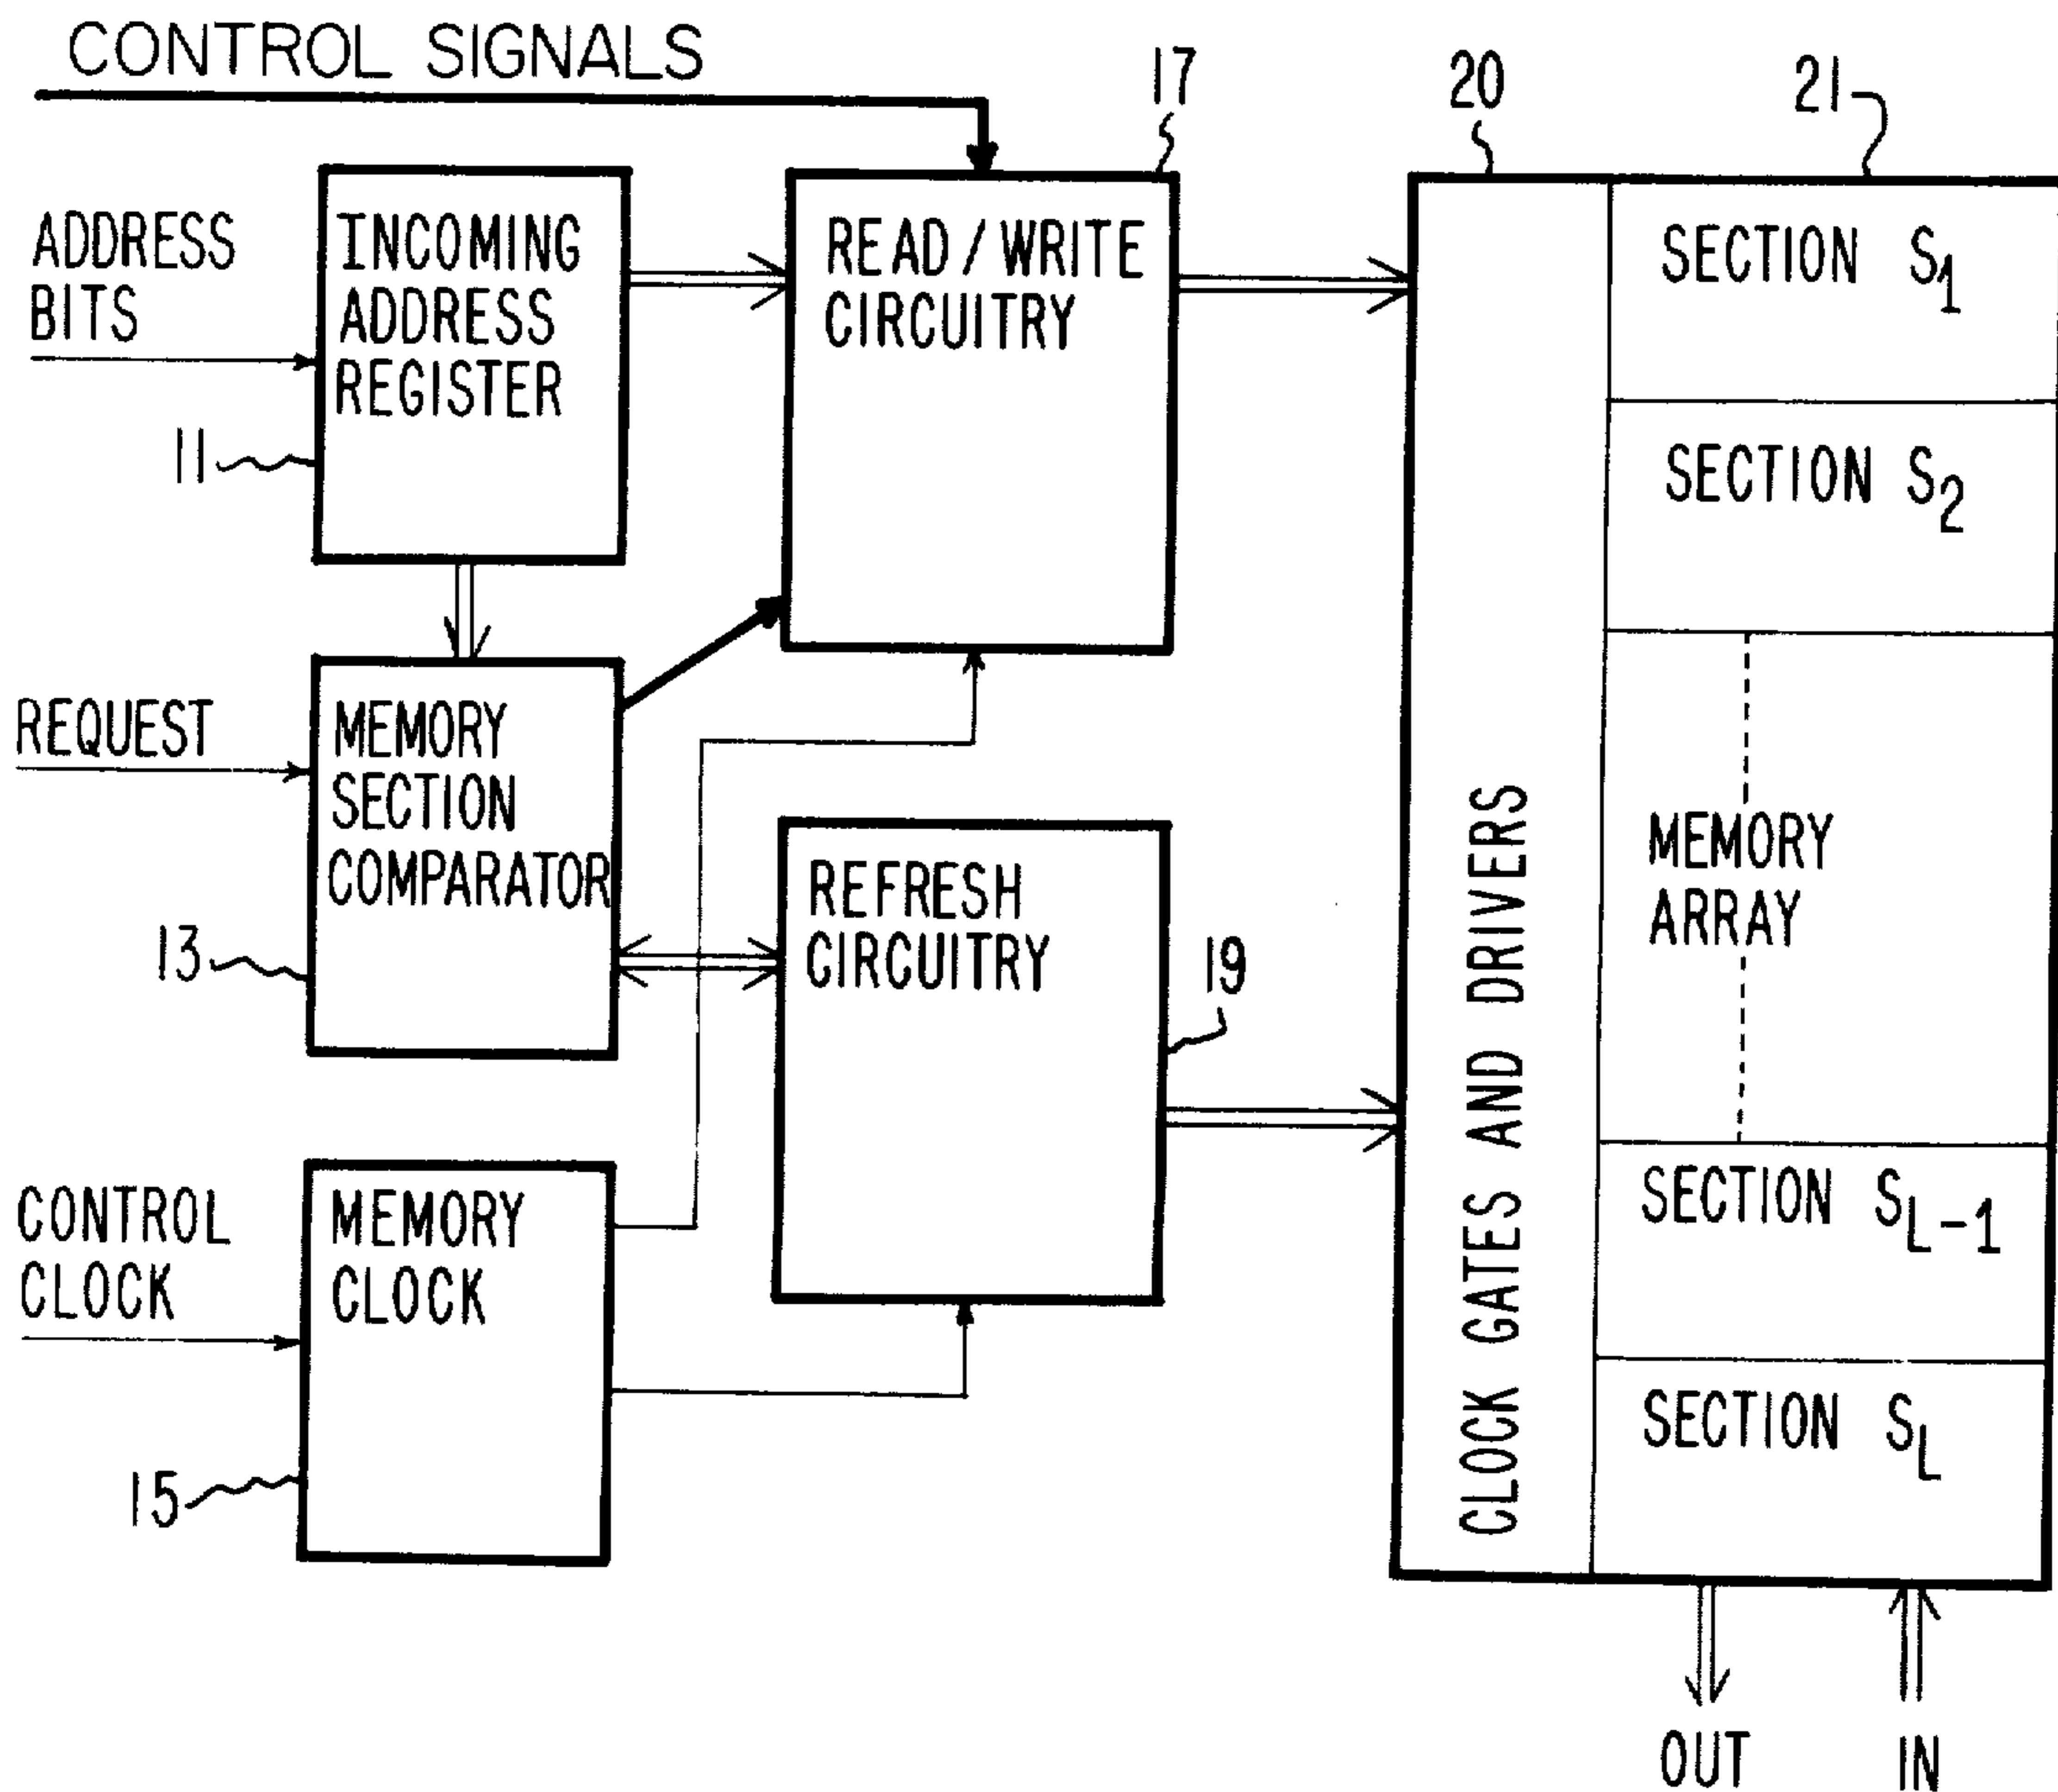 CONTROL SIGNALS
17
20
21
ADDRESS
BITS
INCOMING
ADDRESS
REGISTER
11
READ / WRITE
CIRCUITRY
SECTION S1
SECTION S2
REQUEST
MEMORY
SECTION
COMPARATOR
13
REFRESH
CIRCUITRY
19
CLOCK GATES AND DRIVERS
MEMORY
ARRAY
CONTROL
CLOCK
MEMORY
CLOCK
15
SECTION SL-1
SECTION SL
OUT
IN